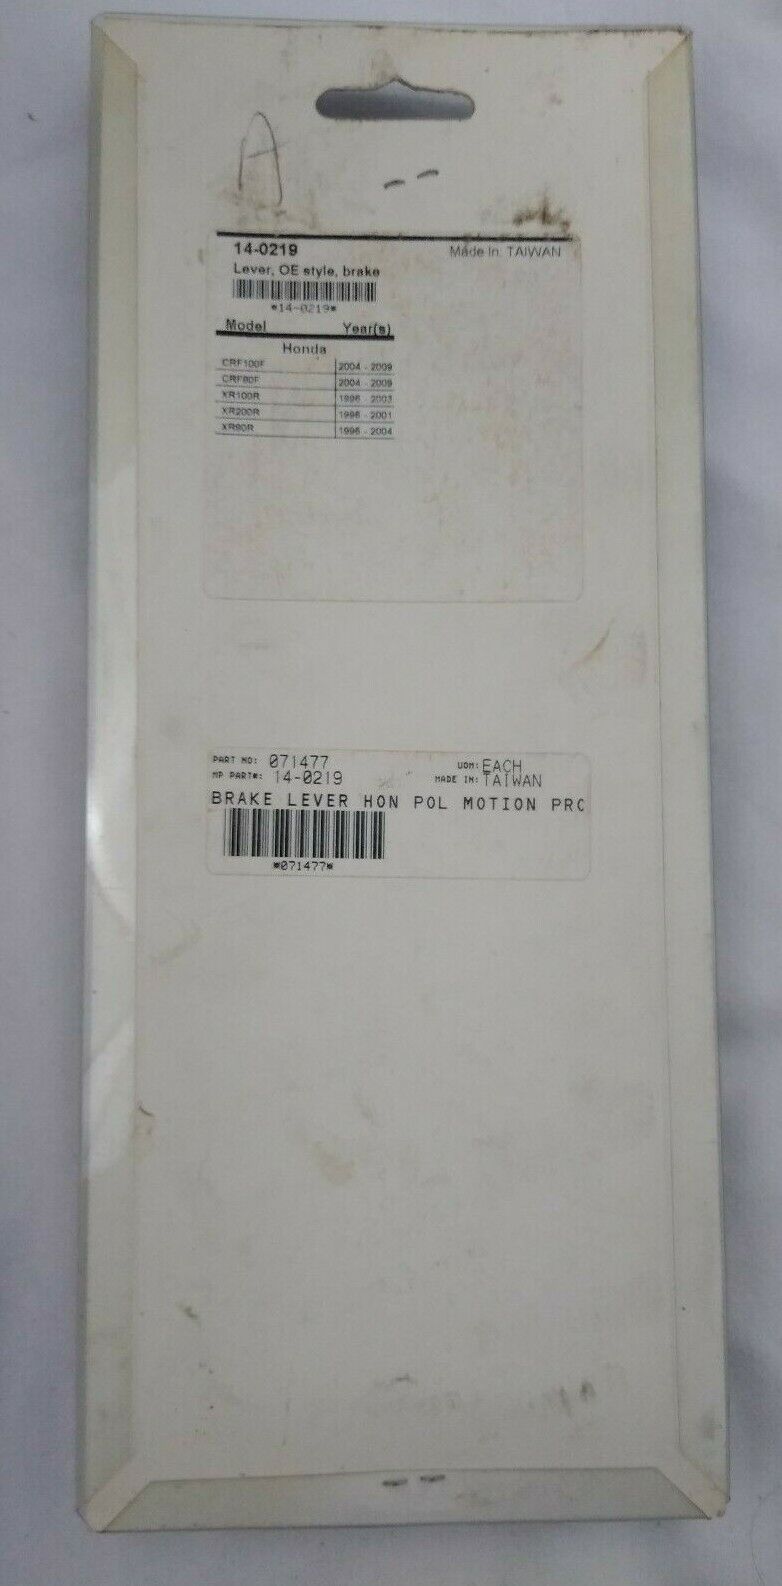 A
14-0219 Made in: TAIWAN
Lever, OE style, brake
*14-0219*
Model Year(s)
Honda
CRF100F 2004 - 2009
CRF80F 2004 - 2009
XR100R 1996 - 2003
XR200R 1996 - 2001
XR80R 1996 - 2004
PART NO: 071477 UOM: EACH
MP PART#: 14-0219 MADE IN: TAIWAN
BRAKE LEVER HON POL MOTION PRO
*071477*